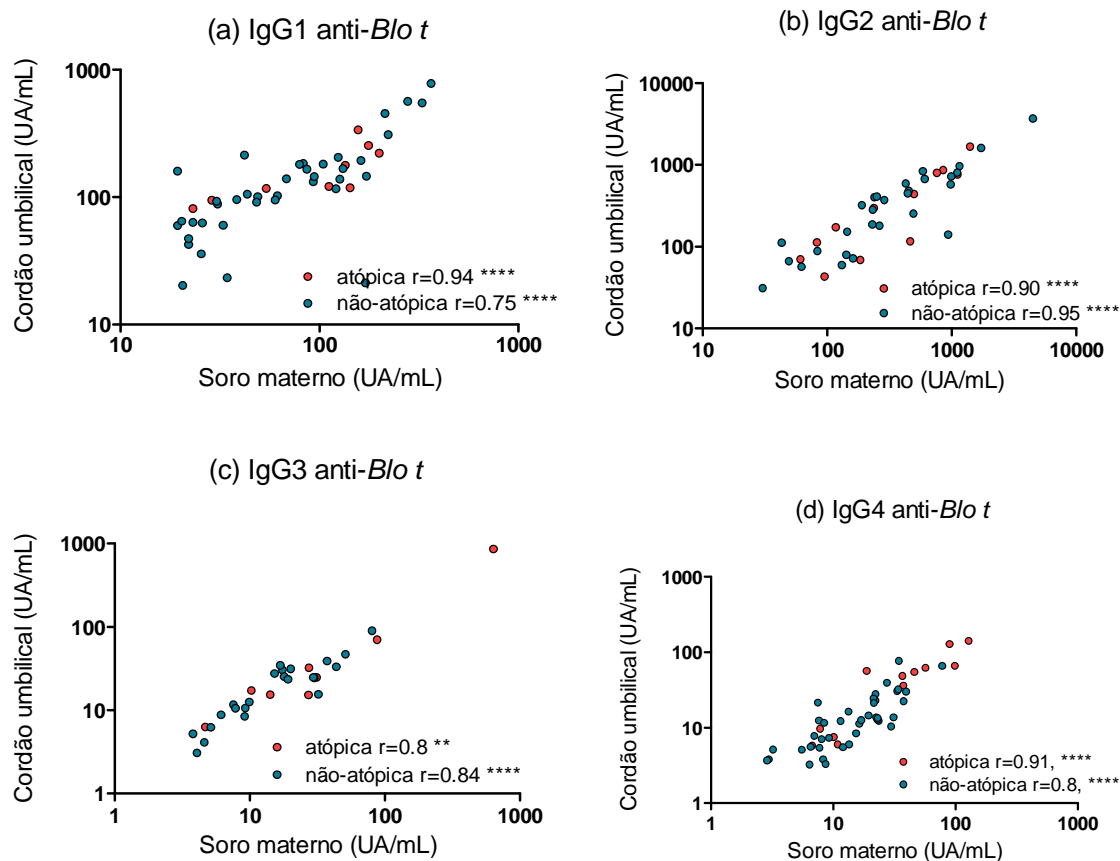 (a) IgG1 anti-Blo t
Cordão umbilical (UA/mL)
1000
100
10
10
100
1000
atópica r=0.94 ****
não-atópica r=0.75 ****
Soro materno (UA/mL)
(b) IgG2 anti-Blo t
Cordão umbilical (UA/mL)
10000
1000
100
10
10
100
1000
10000
atópica r=0.90 ****
não-atópica r=0.95 ****
Soro materno (UA/mL)
(c) IgG3 anti-Blo t
Cordão umbilical (UA/mL)
1000
100
10
1
1
10
100
1000
atópica r=0.8 **
não-atópica r=0.84 ****
Soro materno (UA/mL)
(d) IgG4 anti-Blo t
Cordão umbilical (UA/mL)
1000
100
10
1
1
10
100
1000
atópica r=0.91, ****
não-atópica r=0.8, ****
Soro materno (UA/mL)